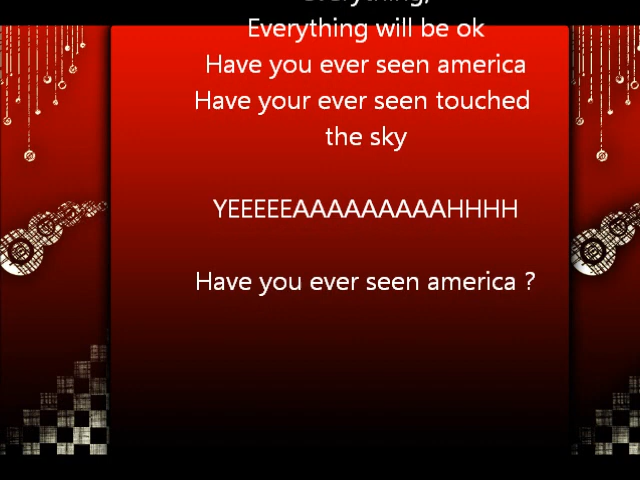 Everything,
Everything will be ok
Have you ever seen america
Have your ever seen touched
the sky
YEEEEEAAAAAAAAAHHHH
Have you ever seen america ?